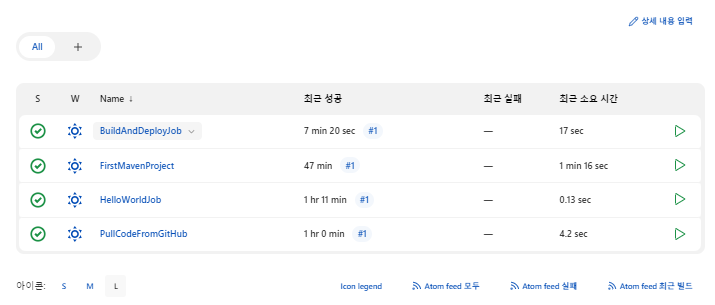 상세 내용 입력
All +
S W Name ↓ 최근 성공 최근 실패 최근 소요 시간
BuildAndDeployJob 7 min 20 sec #1 — 17 sec
FirstMavenProject 47 min #1 — 1 min 16 sec
HelloWorldJob 1 hr 11 min #1 — 0.13 sec
PullCodeFromGitHub 1 hr 0 min #1 — 4.2 sec
아이콘: S M L Icon legend Atom feed 모두 Atom feed 실패 Atom feed 최근 빌드